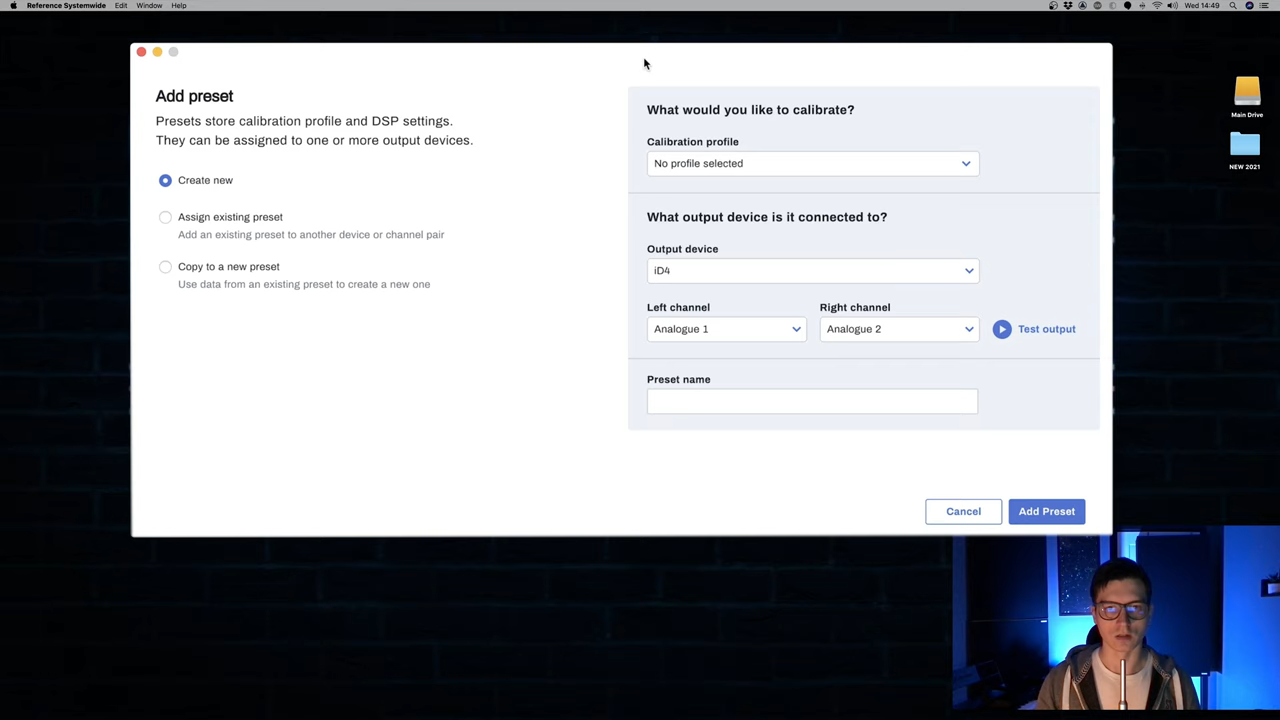 Reference Systemwide Edit Window Help
Wed 14:49
Add preset
Presets store calibration profile and DSP settings.
They can be assigned to one or more output devices.
Create new
Assign existing preset
Add an existing preset to another device or channel pair
Copy to a new preset
Use data from an existing preset to create a new one
What would you like to calibrate?
Calibration profile
No profile selected
What output device is it connected to?
Output device
iD4
Left channel
Right channel
Analogue 1
Analogue 2
Test output
Preset name
Cancel
Add Preset
Main Drive
NEW 2021